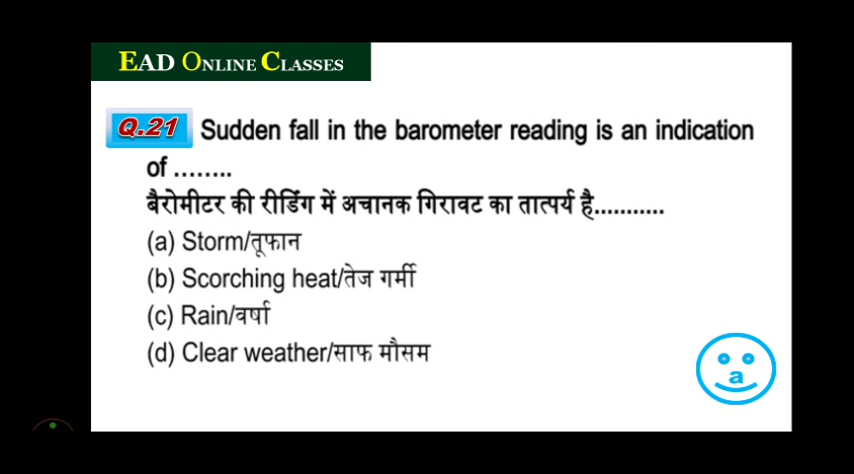 EAD ONLINE CLASSES
Q.21 Sudden fall in the barometer reading is an indication
of ........
बैरोमीटर की रीडिंग में अचानक गिरावट का तात्पर्य है...........
(a) Storm/तूफान
(b) Scorching heat/तेज गर्मी
(c) Rain/वर्षा
(d) Clear weather/साफ मौसम
a